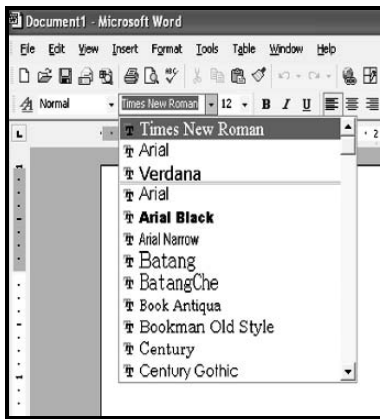 Document1 - Microsoft Word
File Edit View Insert Format Tools Table Window Help
Normal Times New Roman 12 B I U
Times New Roman
Arial
Verdana
Arial
Arial Black
Arial Narrow
Batang
BatangChe
Book Antiqua
Bookman Old Style
Century
Century Gothic